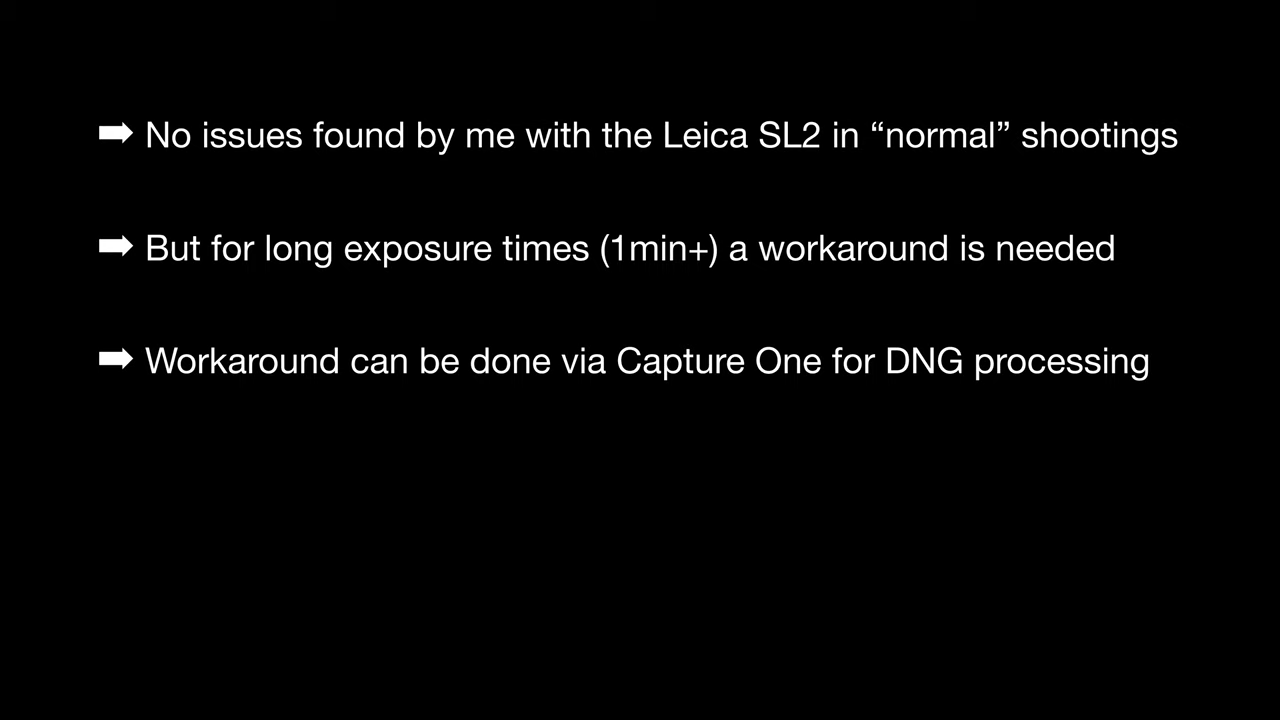 ➡ No issues found by me with the Leica SL2 in “normal” shootings
➡ But for long exposure times (1min+) a workaround is needed
➡ Workaround can be done via Capture One for DNG processing